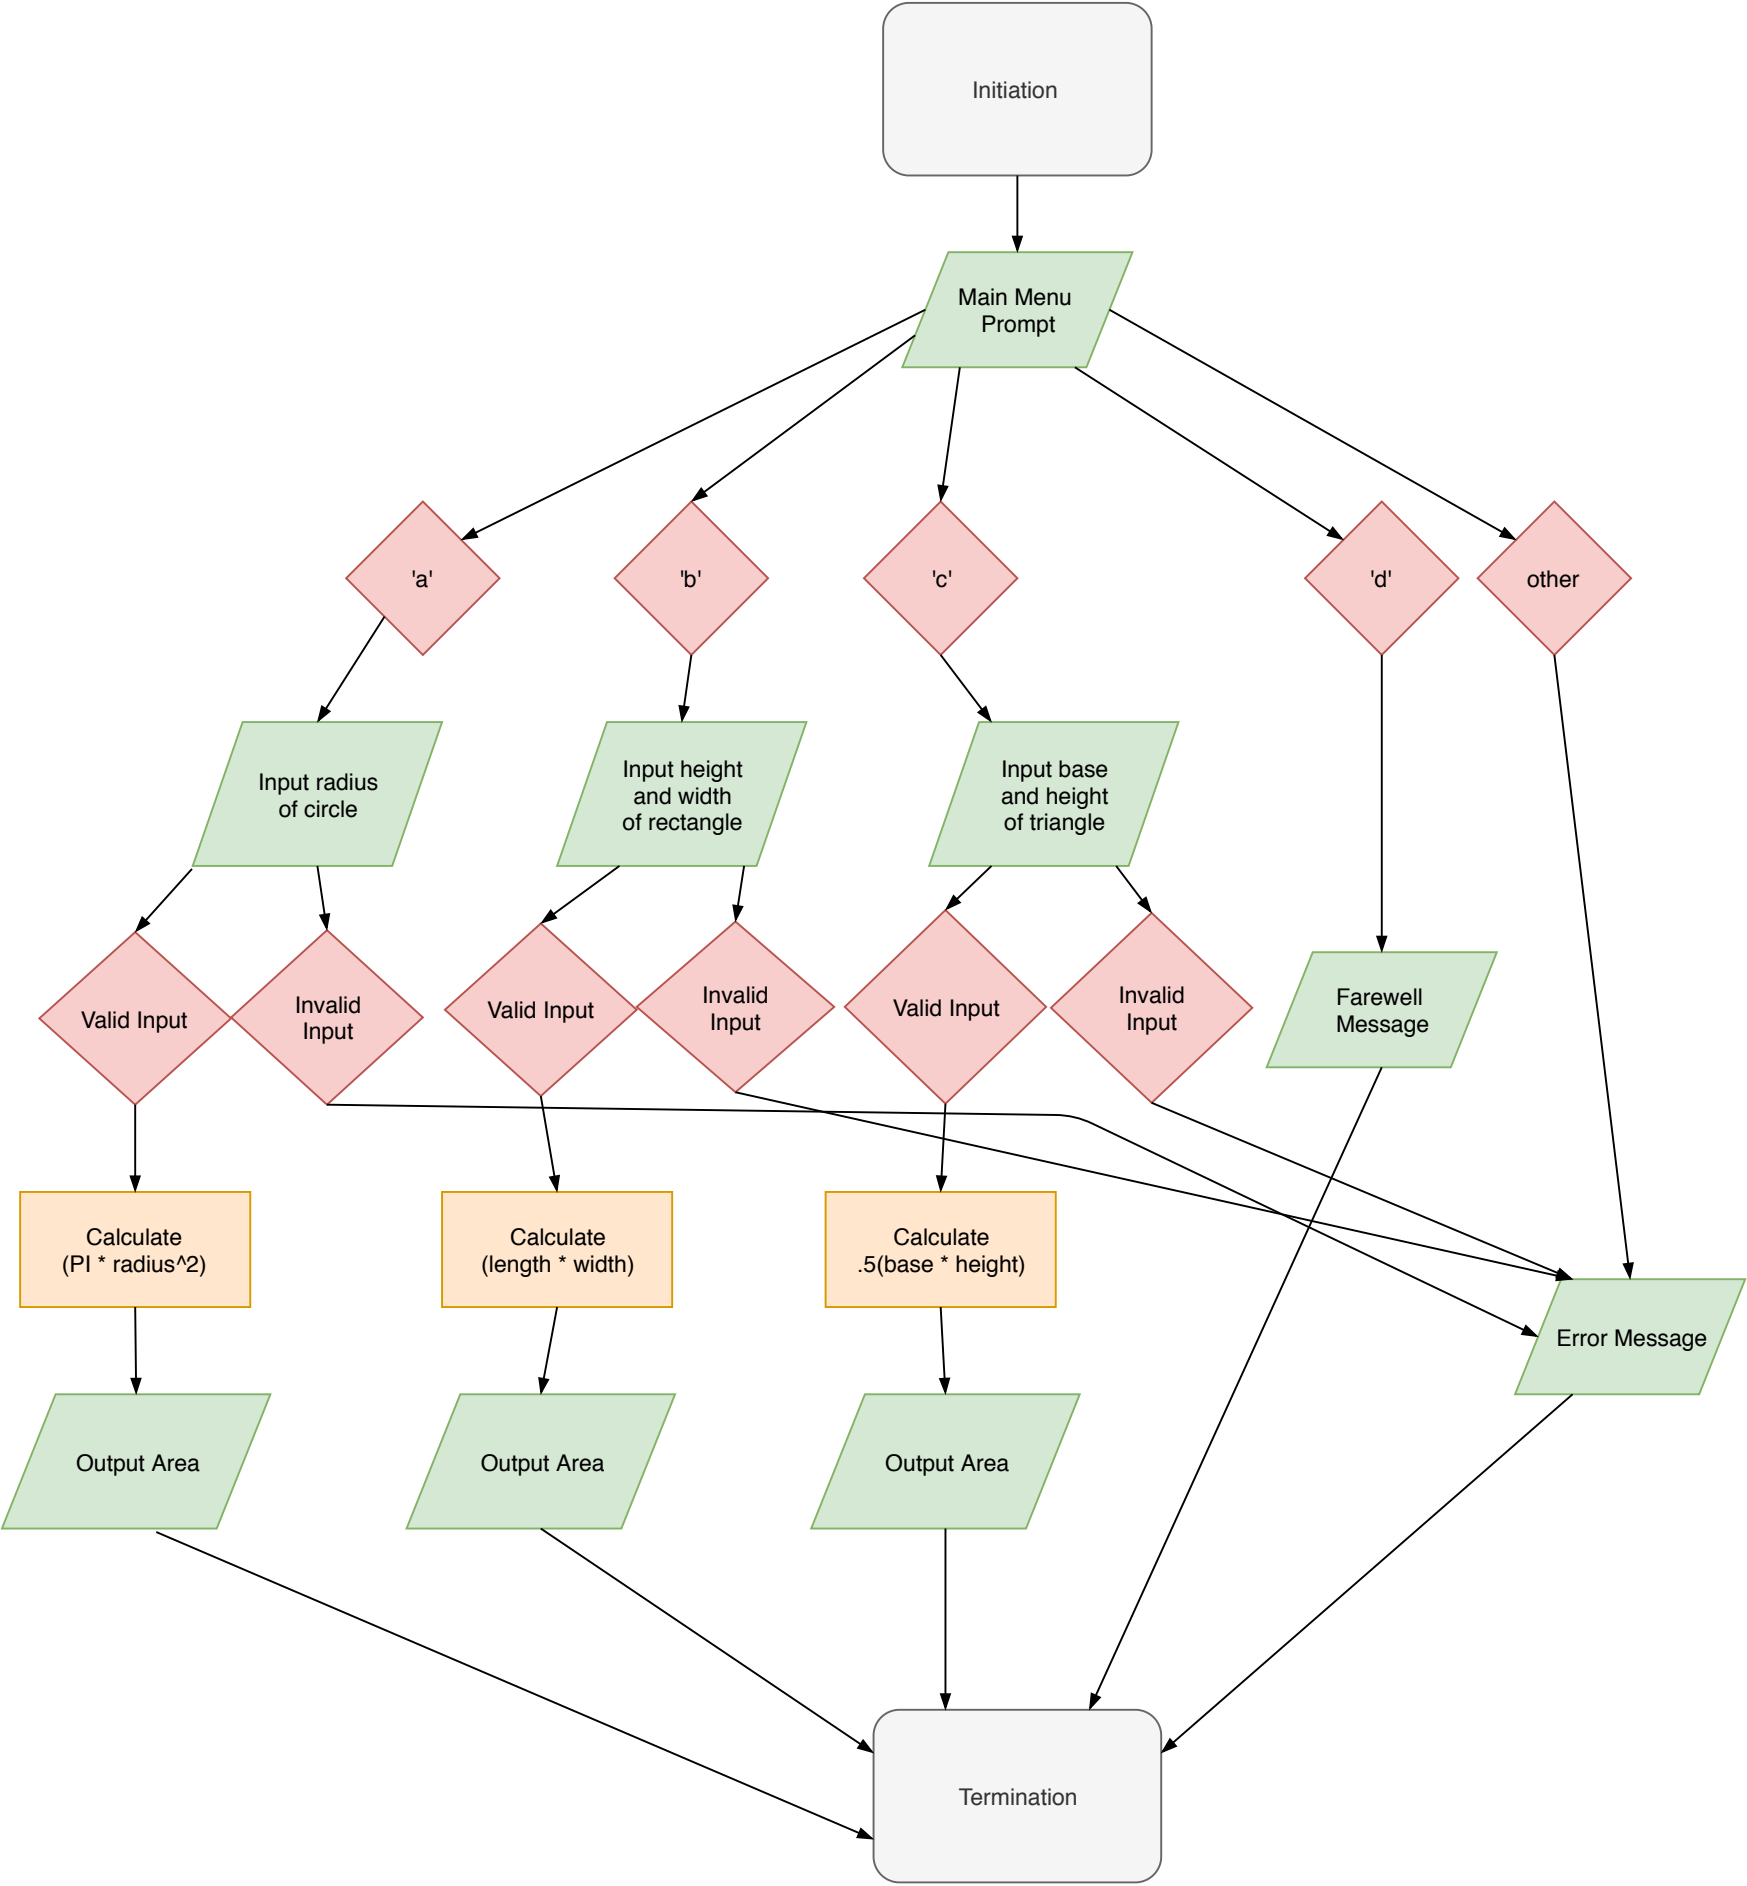 Initiation
Main Menu
Prompt
'a'
'b'
'c'
'd'
other
Input radius
of circle
Input height
and width
of rectangle
Input base
and height
of triangle
Valid Input
Invalid
Input
Valid Input
Invalid
Input
Valid Input
Invalid
Input
Farewell
Message
Calculate
(PI * radius^2)
Calculate
(length * width)
Calculate
.5(base * height)
Error Message
Output Area
Output Area
Output Area
Termination